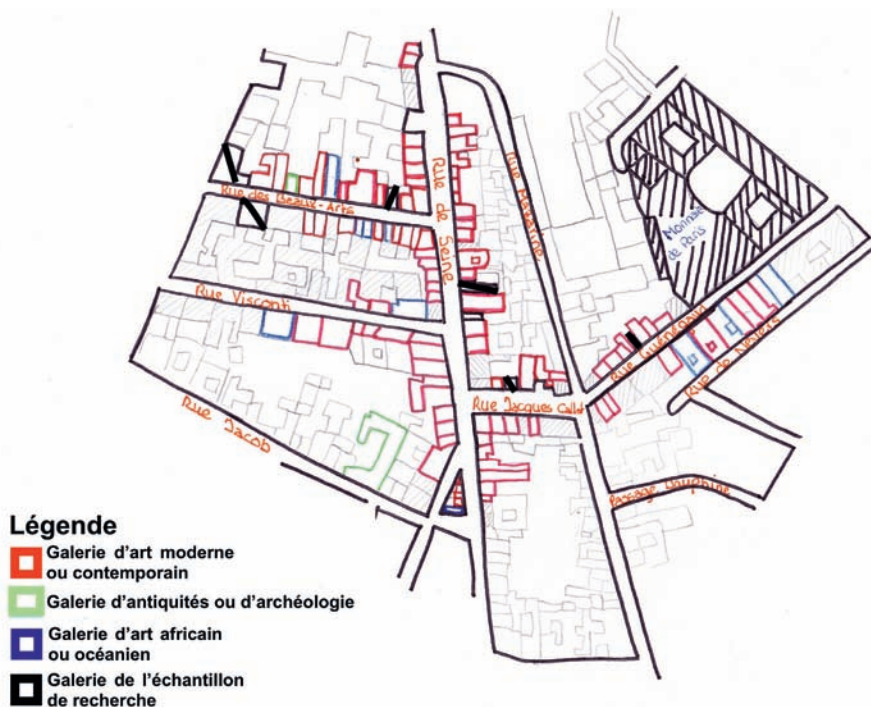 Rue des Beaux-Arts
Rue de Seine
Rue Mazarine
Monnaie
de Paris
Rue Visconti
Rue Guénégaud
Rue de Nevers
Rue Jacques Callot
Rue Jacob
Passage Dauphine
Légende
Galerie d'art moderne
ou contemporain
Galerie d'antiquités ou d'archéologie
Galerie d'art africain
ou océanien
Galerie de l'échantillon
de recherche